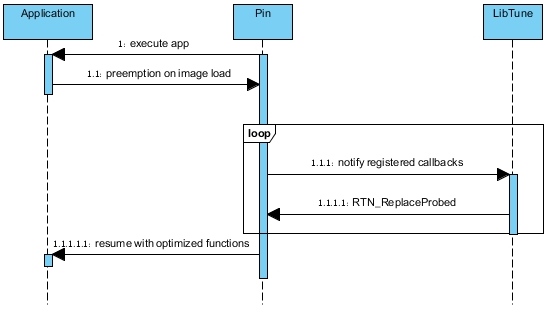 Application
Pin
LibTune
1: execute app
1.1: preemption on image load
loop
1.1.1: notify registered callbacks
1.1.1.1: RTN_ReplaceProbed
1.1.1.1.1: resume with optimized functions